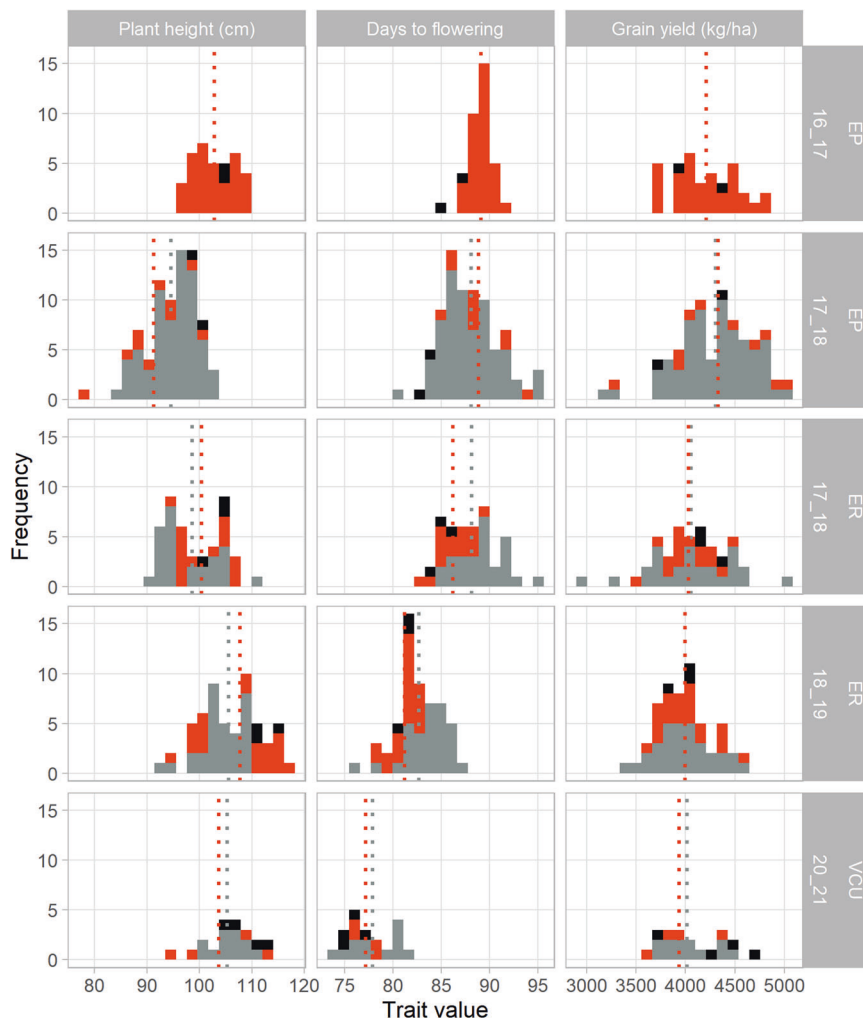 Plant height (cm) Days to flowering Grain yield (kg/ha)
15
10
5
0
EP
16_17
15
10
5
0
EP
17_18
15
10
5
0
ER
17_18
15
10
5
0
ER
18_19
15
10
5
0
VCU
20_21
Frequency
80 90 100 110 120 75 80 85 90 95 3000 3500 4000 4500 5000
Trait value